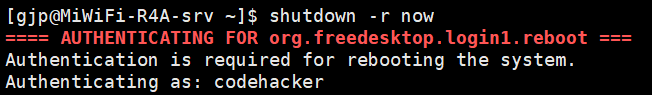 [gjp@MiWiFi-R4A-srv ~]$ shutdown -r now
==== AUTHENTICATING FOR org.freedesktop.login1.reboot ===
Authentication is required for rebooting the system.
Authenticating as: codehacker